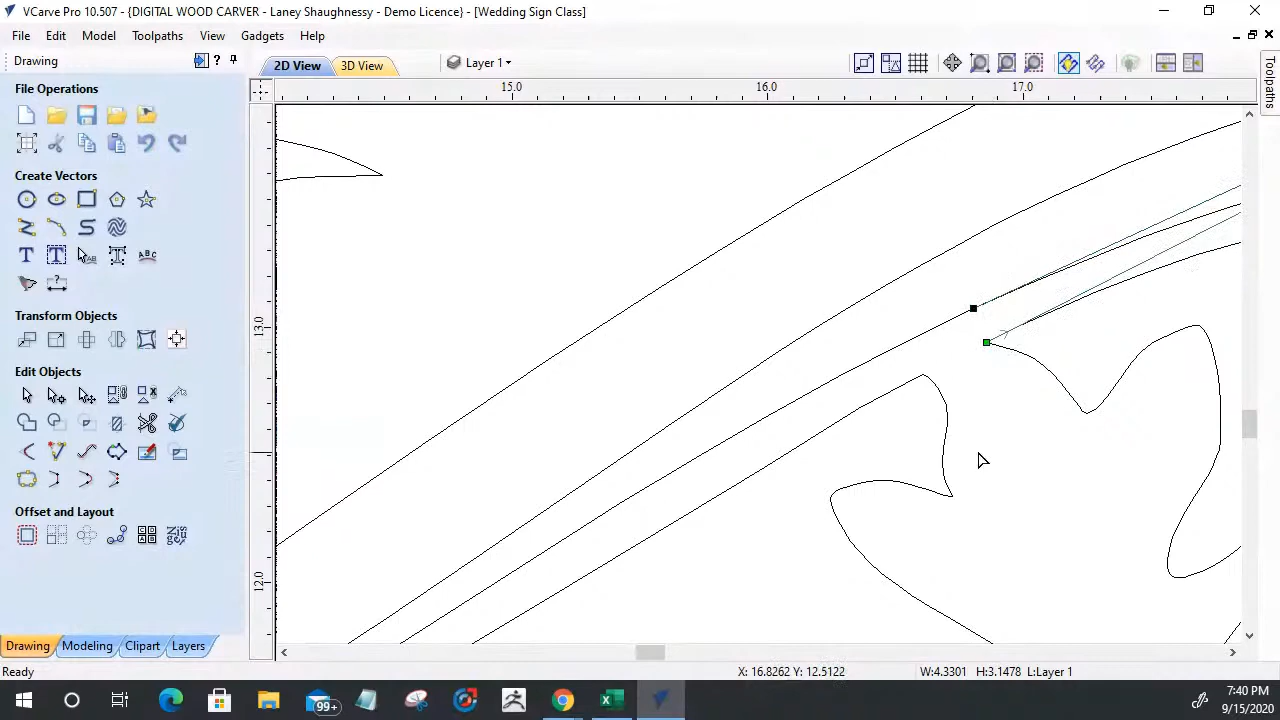 VCarve Pro 10.507 - {DIGITAL WOOD CARVER - Laney Shaughnessy - Demo Licence} - [Wedding Sign Class]
File Edit Model Toolpaths View Gadgets Help
Drawing
2D View
3D View
Layer 1
File Operations
Create Vectors
Transform Objects
Edit Objects
Offset and Layout
15.0 16.0 17.0
13.0
12.0
Toolpaths
Drawing Modeling Clipart Layers
Ready
X: 16.8262 Y: 12.5122
W:4.3301 H:3.1478 L:Layer 1
99+
7:40 PM
9/15/2020